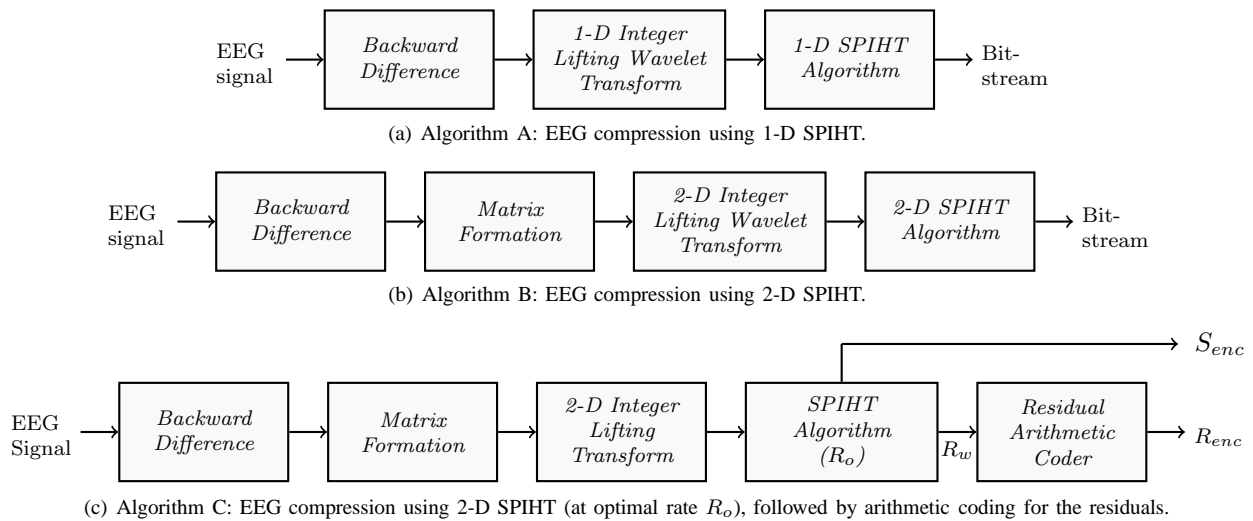 EEG
signal
Backward
Difference
1-D Integer
Lifting Wavelet
Transform
1-D SPIHT
Algorithm
Bit-
stream
(a) Algorithm A: EEG compression using 1-D SPIHT.
EEG
signal
Backward
Difference
Matrix
Formation
2-D Integer
Lifting Wavelet
Transform
2-D SPIHT
Algorithm
Bit-
stream
(b) Algorithm B: EEG compression using 2-D SPIHT.
S_{enc}
EEG
Signal
Backward
Difference
Matrix
Formation
2-D Integer
Lifting
Transform
SPIHT
Algorithm
(R_o)
R_w
Residual
Arithmetic
Coder
R_{enc}
(c) Algorithm C: EEG compression using 2-D SPIHT (at optimal rate R_o), followed by arithmetic coding for the residuals.